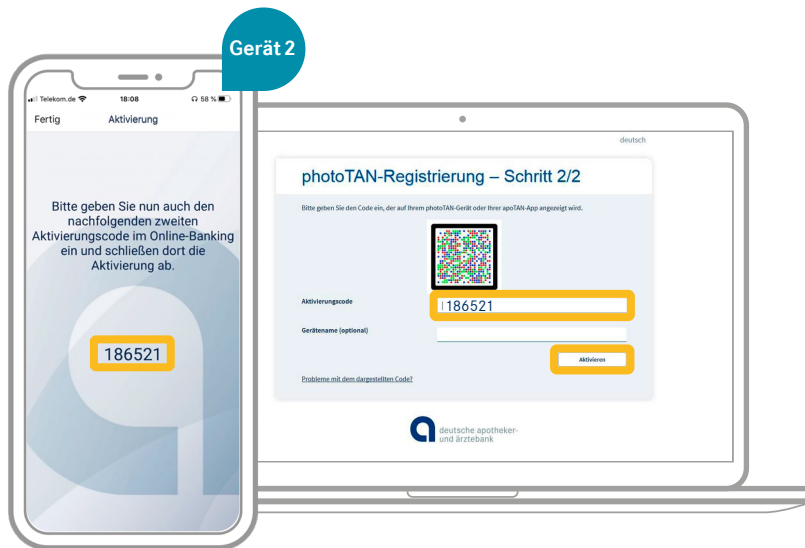 Gerät 2
Telekom.de
18:08
58 %
Fertig
Aktivierung
Bitte geben Sie nun auch den
nachfolgenden zweiten
Aktivierungscode im Online-Banking
ein und schließen dort die
Aktivierung ab.
186521
deutsch
photoTAN-Registrierung – Schritt 2/2
Bitte geben Sie den Code ein, der auf Ihrem photoTAN-Gerät oder Ihrer apoTAN-App angezeigt wird.
Aktivierungscode
186521
Gerätename (optional)
Aktivieren
Probleme mit dem dargestellten Code?
deutsche apotheker-
und ärztebank